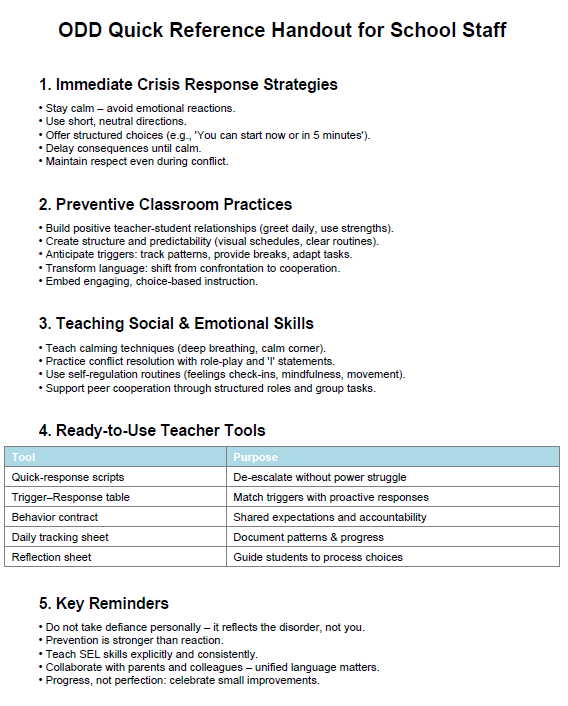 ODD Quick Reference Handout for School Staff
1. Immediate Crisis Response Strategies
• Stay calm – avoid emotional reactions.
• Use short, neutral directions.
• Offer structured choices (e.g., 'You can start now or in 5 minutes').
• Delay consequences until calm.
• Maintain respect even during conflict.
2. Preventive Classroom Practices
• Build positive teacher-student relationships (greet daily, use strengths).
• Create structure and predictability (visual schedules, clear routines).
• Anticipate triggers: track patterns, provide breaks, adapt tasks.
• Transform language: shift from confrontation to cooperation.
• Embed engaging, choice-based instruction.
3. Teaching Social & Emotional Skills
• Teach calming techniques (deep breathing, calm corner).
• Practice conflict resolution with role-play and 'I' statements.
• Use self-regulation routines (feelings check-ins, mindfulness, movement).
• Support peer cooperation through structured roles and group tasks.
4. Ready-to-Use Teacher Tools
Tool Purpose
Quick-response scripts De-escalate without power struggle
Trigger–Response table Match triggers with proactive responses
Behavior contract Shared expectations and accountability
Daily tracking sheet Document patterns & progress
Reflection sheet Guide students to process choices
5. Key Reminders
• Do not take defiance personally – it reflects the disorder, not you.
• Prevention is stronger than reaction.
• Teach SEL skills explicitly and consistently.
• Collaborate with parents and colleagues – unified language matters.
• Progress, not perfection: celebrate small improvements.